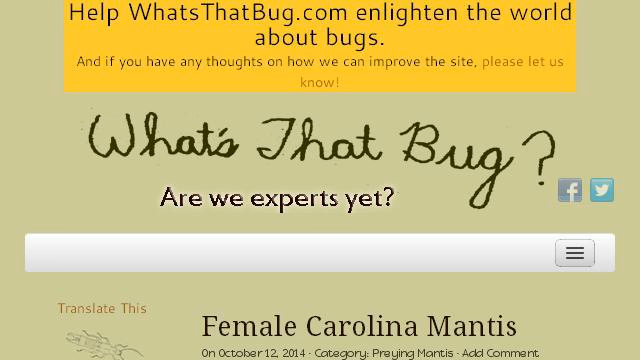 Help WhatsThatBug.com enlighten the world
about bugs.
And if you have any thoughts on how we can improve the site, please let us
know!
What's That Bug?
Are we experts yet?
Translate This
Female Carolina Mantis
On October 12, 2014 · Category: Preying Mantis · Add Comment